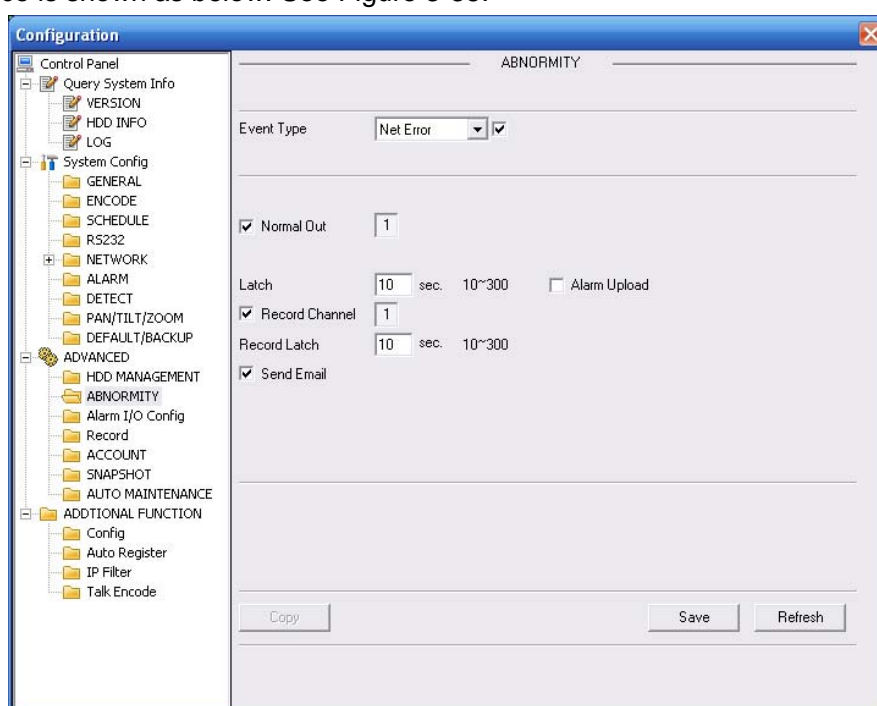 is shown as below. See Figure
Configuration
Control Panel
Query System Info
VERSION
HDD INFO
LOG
System Config
GENERAL
ENCODE
SCHEDULE
RS232
NETWORK
ALARM
DETECT
PAN/TILT/ZOOM
DEFAULT/BACKUP
ADVANCED
HDD MANAGEMENT
ABNORMITY
Alarm I/O Config
Record
ACCOUNT
SNAPSHOT
AUTO MAINTENANCE
ADDTIONAL FUNCTION
Config
Auto Register
IP Filter
Talk Encode
ABNORMITY
Event Type Net Error
Normal Out 1
Latch 10 sec. 10~300 Alarm Upload
Record Channel 1
Record Latch 10 sec. 10~300
Send Email
Copy Save Refresh